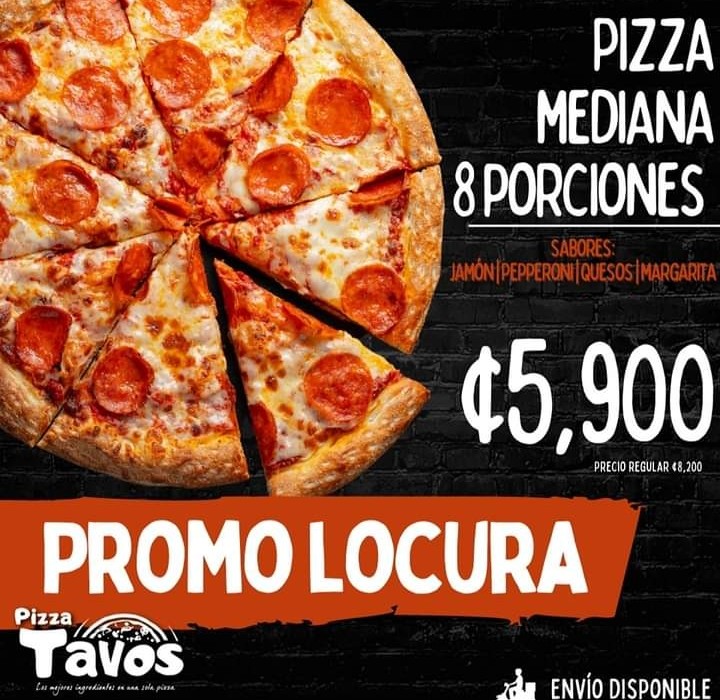 PIZZA
MEDIANA
8 PORCIONES
SABORES:
JAMÓN|PEPPERONI|QUESOS|MARGARITA
₡5,900
PRECIO REGULAR ₡8,200
PROMO LOCURA
Pizza
Tavos
Los mejores ingredientes en una sola pizza
ENVÍO DISPONIBLE